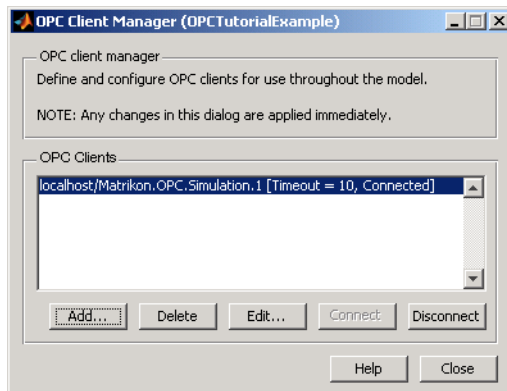 OPC Client Manager (OPCTutorialExample)
OPC client manager
Define and configure OPC clients for use throughout the model.
NOTE: Any changes in this dialog are applied immediately.
OPC Clients
localhost/Matrikon.OPC.Simulation.1 [Timeout = 10, Connected]
Add... Delete Edit... Connect Disconnect
Help Close